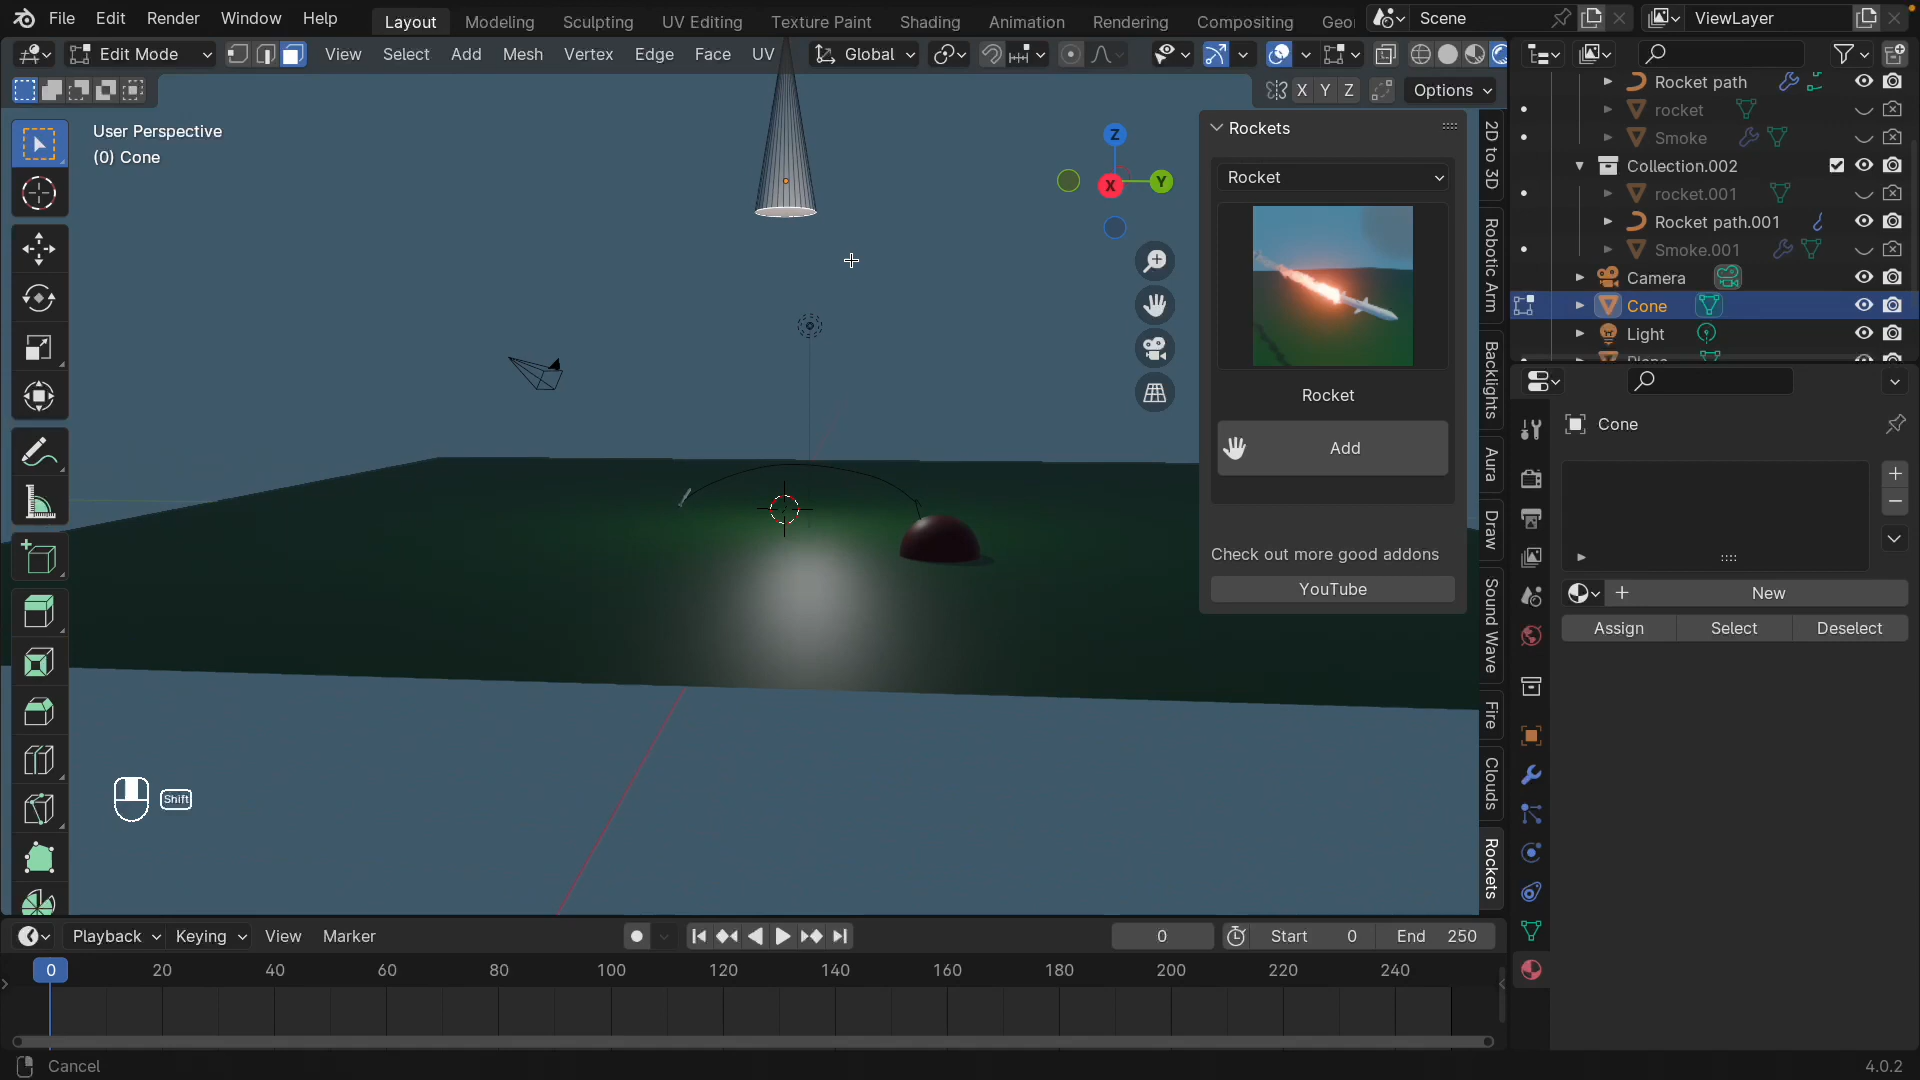 File Edit Render Window Help Layout Modeling Sculpting UV Editing Texture Paint Shading Animation Rendering Compositing Geo Scene ViewLayer
Edit Mode View Select Add Mesh Vertex Edge Face UV Global
X Y Z Options
User Perspective
(0) Cone
Z
Y
X
Rockets
Rocket
Rocket
Add
Check out more good addons
YouTube
2D to 3D
Robotic Arm
Backlights
Aura
Draw
Sound Wave
Fire
Clouds
Rockets
Rocket path
rocket
Smoke
Collection.002
rocket.001
Rocket path.001
Smoke.001
Camera
Cone
Light
Cone
New
Assign Select Deselect
Shift
Playback Keying View Marker 0 Start 0 End 250
0 20 40 60 80 100 120 140 160 180 200 220 240
Cancel 4.0.2